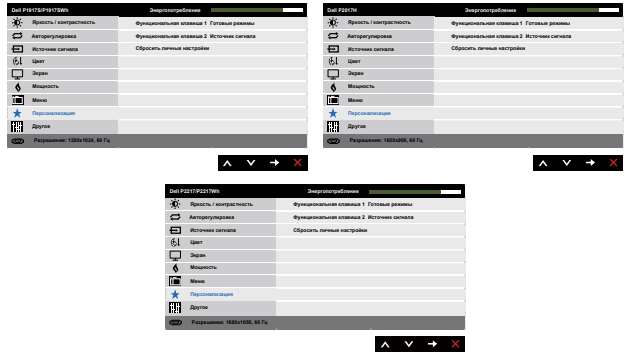 Dell P1917S/P1917SWh Энергопотребление
Яркость / контрастность Функциональная клавиша 1 Готовые режимы
Авторегулировка Функциональная клавиша 2 Источник сигнала
Источник сигнала Сбросить личные настройки
Цвет
Экран
Мощность
Меню
Персонализация
Другое
Разрешение: 1280x1024, 60 Гц
Dell P2017H Энергопотребление
Яркость / контрастность Функциональная клавиша 1 Готовые режимы
Авторегулировка Функциональная клавиша 2 Источник сигнала
Источник сигнала Сбросить личные настройки
Цвет
Экран
Мощность
Меню
Персонализация
Другое
Разрешение: 1600x900, 60 Гц
Dell P2217/P2217Wh Энергопотребление
Яркость / контрастность Функциональная клавиша 1 Готовые режимы
Авторегулировка Функциональная клавиша 2 Источник сигнала
Источник сигнала Сбросить личные настройки
Цвет
Экран
Мощность
Меню
Персонализация
Другое
Разрешение: 1680x1050, 60 Гц